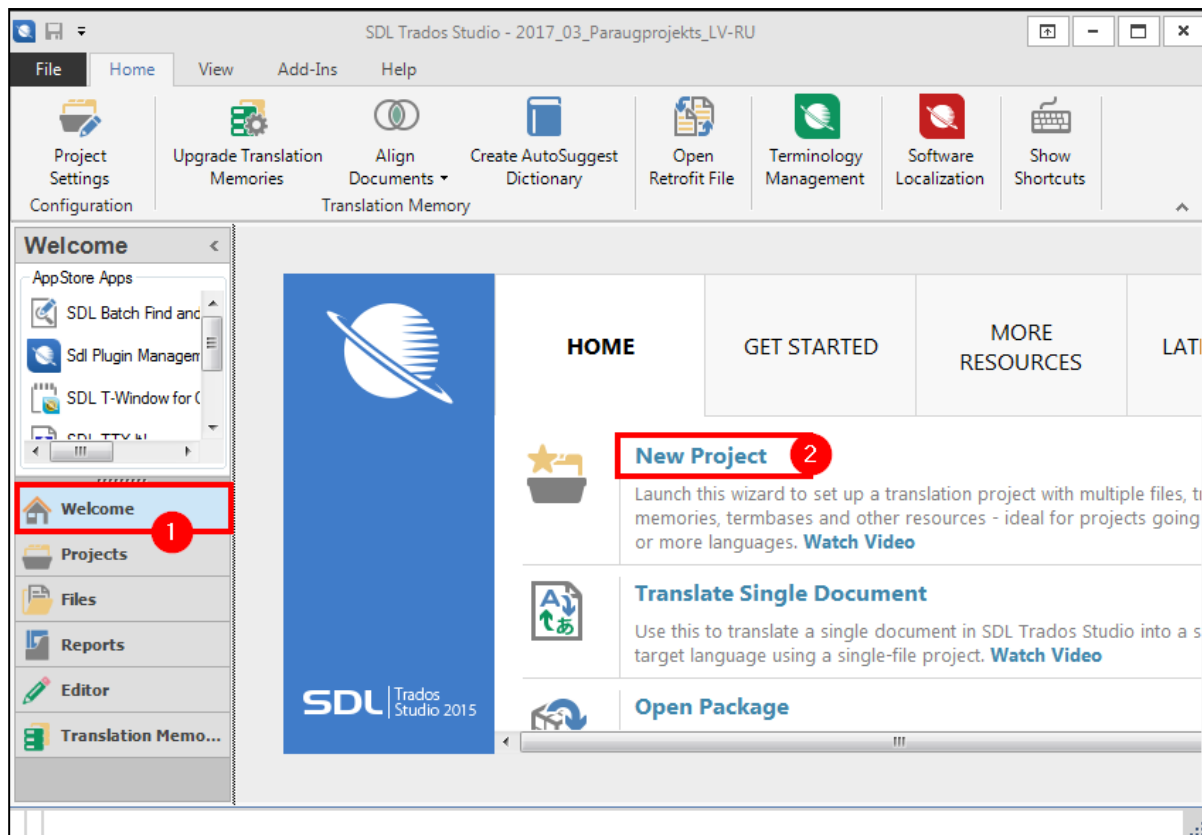 SDL Trados Studio - 2017_03_Paraugprojekts_LV-RU
File Home View Add-Ins Help
Project Settings
Upgrade Translation Memories
Align Documents
Create AutoSuggest Dictionary
Open Retrofit File
Terminology Management
Software Localization
Show Shortcuts
Configuration
Translation Memory
Welcome
AppStore Apps
SDL Batch Find and
Sdl Plugin Managem
SDL T-Window for
Welcome
1
Projects
Files
Reports
Editor
Translation Memo...
SDL Trados Studio 2015
HOME
GET STARTED
MORE RESOURCES
LAT
New Project
2
Launch this wizard to set up a translation project with multiple files,
memories, termbases and other resources - ideal for projects going
or more languages. Watch Video
Translate Single Document
Use this to translate a single document in SDL Trados Studio into a s
target language using a single-file project. Watch Video
Open Package